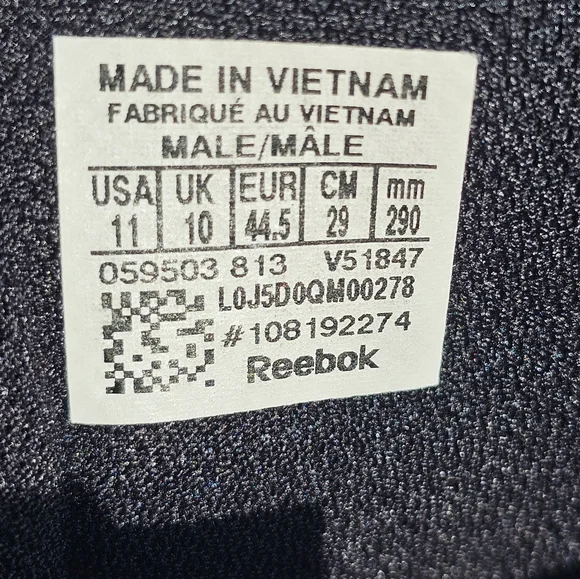 MADE IN VIETNAM
FABRIQUÉ AU VIETNAM
MALE/MÂLE
USA UK EUR CM mm
11 10 44.5 29 290
059503 813 V51847
L0J5D0QM00278
#108192274
Reebok